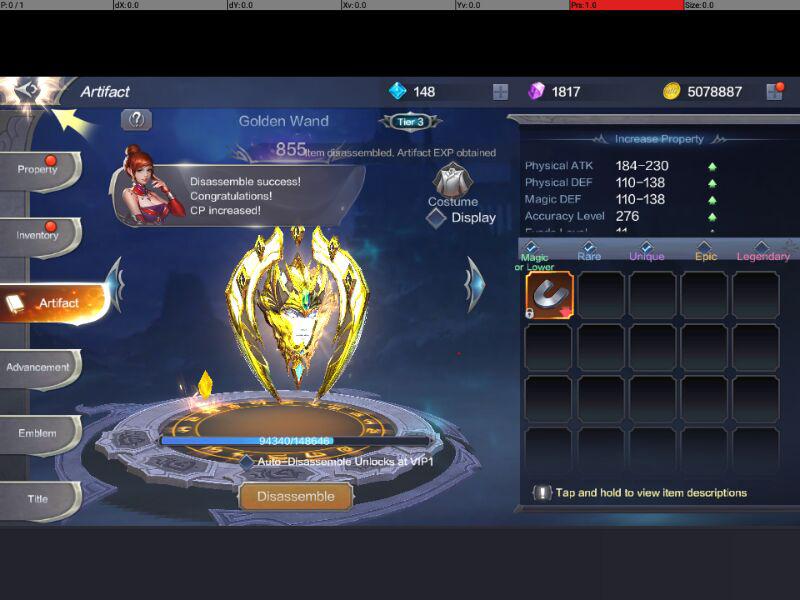 P: 0 / 1 dX: 0.0 dY: 0.0 Xv: 0.0 Yv: 0.0 Prs: 1.0 Size: 0.0
Artifact 148 1817 5078887
Golden Wand Tier 3
855 Item disassembled. Artifact EXP obtained
Disassemble success!
Congratulations!
CP increased!
Costume
Display
Property
Inventory
Artifact
Advancement
Emblem
Title
94340/148646
Auto-Disassemble Unlocks at VIP1
Disassemble
Increase Property
Physical ATK 184-230
Physical DEF 110-138
Magic DEF 110-138
Accuracy Level 276
Evade Level 11
Magic or Lower Rare Unique Epic Legendary
Tap and hold to view item descriptions